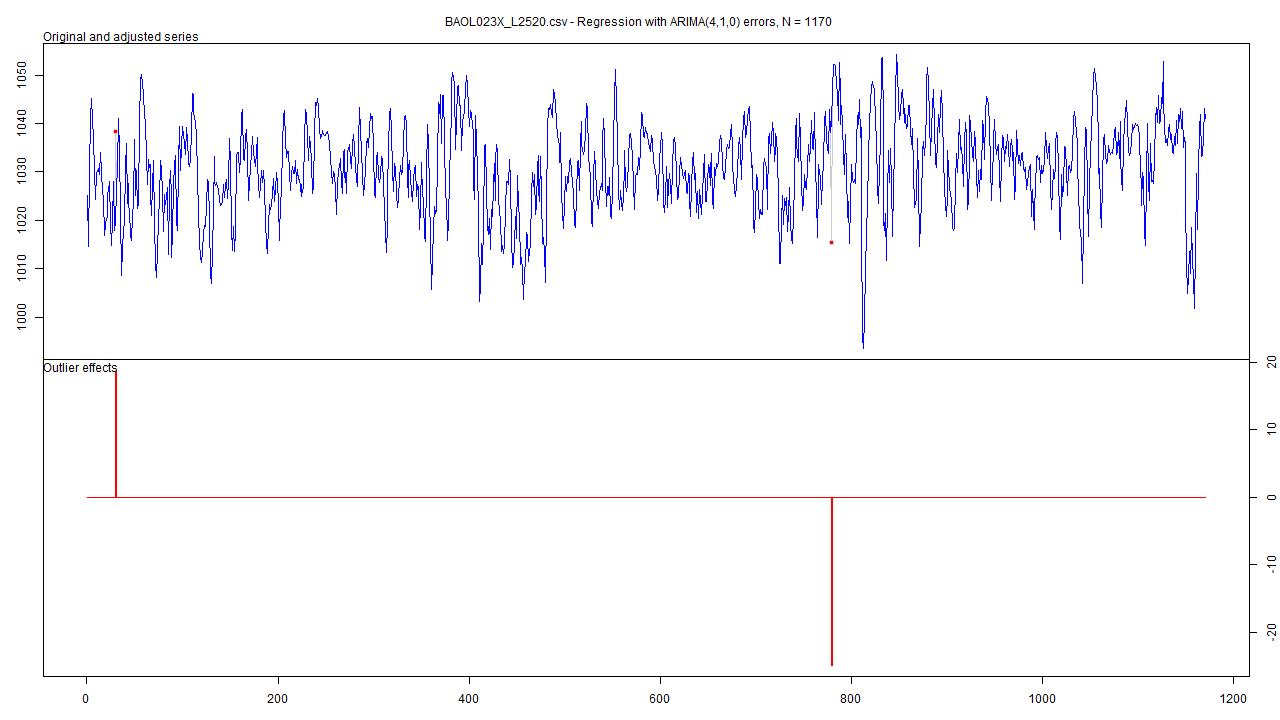 BAOL023X_L2520.csv - Regression with ARIMA(4,1,0) errors, N = 1170
Original and adjusted series
1050
1040
1030
1020
1010
1000
Outlier effects
20
10
0
-10
-20
0 200 400 600 800 1000 1200